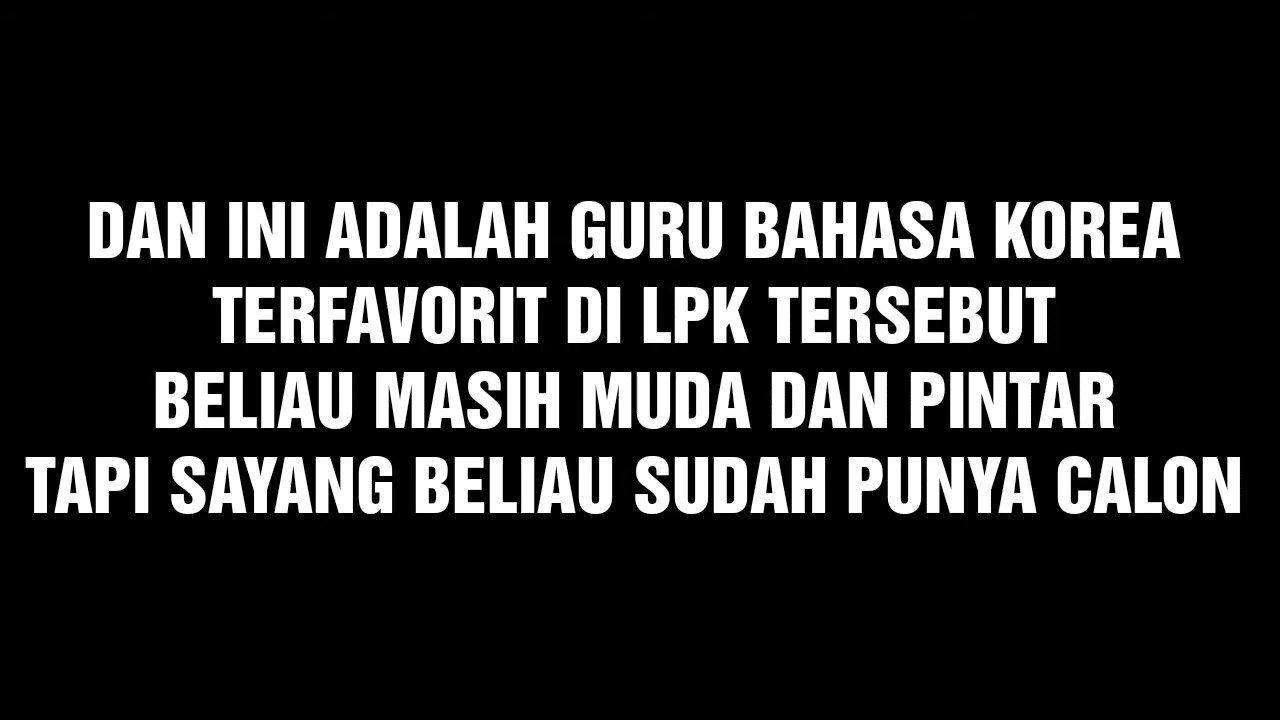 DAN INI ADALAH GURU BAHASA KOREA
TERFAVORIT DI LPK TERSEBUT
BELIAU MASIH MUDA DAN PINTAR
TAPI SAYANG BELIAU SUDAH PUNYA CALON